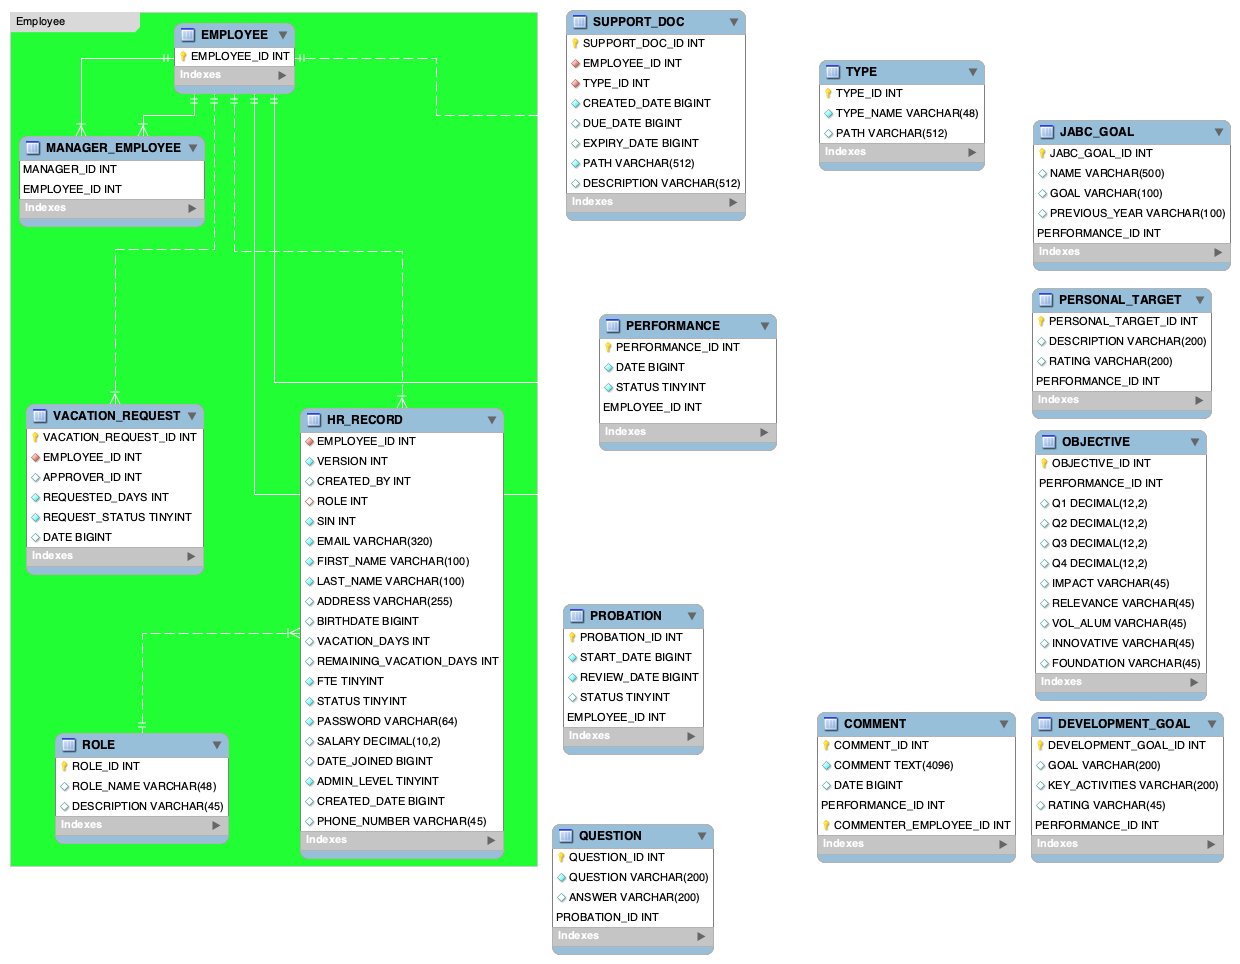 Employee
EMPLOYEE
EMPLOYEE_ID INT
Indexes
MANAGER_EMPLOYEE
MANAGER_ID INT
EMPLOYEE_ID INT
Indexes
VACATION_REQUEST
VACATION_REQUEST_ID INT
EMPLOYEE_ID INT
APPROVER_ID INT
REQUESTED_DAYS INT
REQUEST_STATUS TINYINT
DATE BIGINT
Indexes
HR_RECORD
EMPLOYEE_ID INT
VERSION INT
CREATED_BY INT
ROLE INT
SIN INT
EMAIL VARCHAR(320)
FIRST_NAME VARCHAR(100)
LAST_NAME VARCHAR(100)
ADDRESS VARCHAR(255)
BIRTHDATE BIGINT
VACATION_DAYS INT
REMAINING_VACATION_DAYS INT
FTE TINYINT
STATUS TINYINT
PASSWORD VARCHAR(64)
SALARY DECIMAL(10,2)
DATE_JOINED BIGINT
ADMIN_LEVEL TINYINT
CREATED_DATE BIGINT
PHONE_NUMBER VARCHAR(45)
Indexes
ROLE
ROLE_ID INT
ROLE_NAME VARCHAR(48)
DESCRIPTION VARCHAR(45)
Indexes
SUPPORT_DOC
SUPPORT_DOC_ID INT
EMPLOYEE_ID INT
TYPE_ID INT
CREATED_DATE BIGINT
DUE_DATE BIGINT
EXPIRY_DATE BIGINT
PATH VARCHAR(512)
DESCRIPTION VARCHAR(512)
Indexes
TYPE
TYPE_ID INT
TYPE_NAME VARCHAR(48)
PATH VARCHAR(512)
Indexes
PERFORMANCE
PERFORMANCE_ID INT
DATE BIGINT
STATUS TINYINT
EMPLOYEE_ID INT
Indexes
PROBATION
PROBATION_ID INT
START_DATE BIGINT
REVIEW_DATE BIGINT
STATUS TINYINT
EMPLOYEE_ID INT
Indexes
QUESTION
QUESTION_ID INT
QUESTION VARCHAR(200)
ANSWER VARCHAR(200)
PROBATION_ID INT
Indexes
JABC_GOAL
JABC_GOAL_ID INT
NAME VARCHAR(500)
GOAL VARCHAR(100)
PREVIOUS_YEAR VARCHAR(100)
PERFORMANCE_ID INT
Indexes
PERSONAL_TARGET
PERSONAL_TARGET_ID INT
DESCRIPTION VARCHAR(200)
RATING VARCHAR(200)
PERFORMANCE_ID INT
Indexes
OBJECTIVE
OBJECTIVE_ID INT
PERFORMANCE_ID INT
Q1 DECIMAL(12,2)
Q2 DECIMAL(12,2)
Q3 DECIMAL(12,2)
Q4 DECIMAL(12,2)
IMPACT VARCHAR(45)
RELEVANCE VARCHAR(45)
VOL_ALUM VARCHAR(45)
INNOVATIVE VARCHAR(45)
FOUNDATION VARCHAR(45)
Indexes
COMMENT
COMMENT_ID INT
COMMENT TEXT(4096)
DATE BIGINT
PERFORMANCE_ID INT
COMMENTER_EMPLOYEE_ID INT
Indexes
DEVELOPMENT_GOAL
DEVELOPMENT_GOAL_ID INT
GOAL VARCHAR(200)
KEY_ACTIVITIES VARCHAR(200)
RATING VARCHAR(45)
PERFORMANCE_ID INT
Indexes